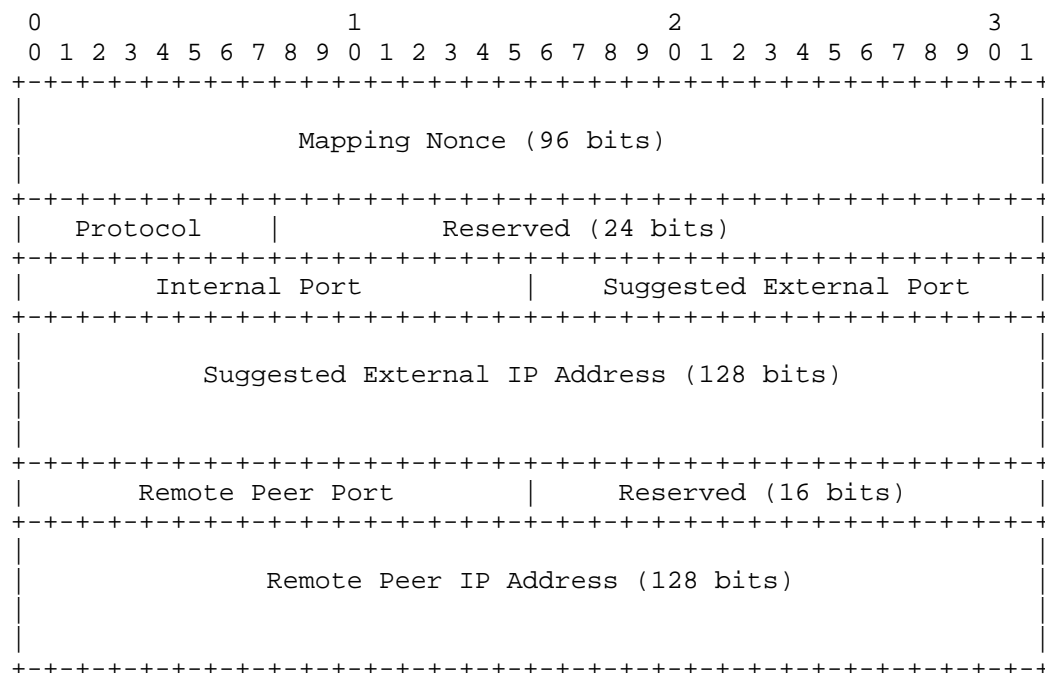 0                   1                   2                   3
 0 1 2 3 4 5 6 7 8 9 0 1 2 3 4 5 6 7 8 9 0 1 2 3 4 5 6 7 8 9 0 1
+-+-+-+-+-+-+-+-+-+-+-+-+-+-+-+-+-+-+-+-+-+-+-+-+-+-+-+-+-+-+-+-+
|                                                               |
|                 Mapping Nonce (96 bits)                       |
|                                                               |
+-+-+-+-+-+-+-+-+-+-+-+-+-+-+-+-+-+-+-+-+-+-+-+-+-+-+-+-+-+-+-+-+
|   Protocol    |          Reserved (24 bits)                   |
+-+-+-+-+-+-+-+-+-+-+-+-+-+-+-+-+-+-+-+-+-+-+-+-+-+-+-+-+-+-+-+-+
|        Internal Port          |    Suggested External Port    |
+-+-+-+-+-+-+-+-+-+-+-+-+-+-+-+-+-+-+-+-+-+-+-+-+-+-+-+-+-+-+-+-+
|                                                               |
|           Suggested External IP Address (128 bits)            |
|                                                               |
|                                                               |
+-+-+-+-+-+-+-+-+-+-+-+-+-+-+-+-+-+-+-+-+-+-+-+-+-+-+-+-+-+-+-+-+
|       Remote Peer Port        |     Reserved (16 bits)        |
+-+-+-+-+-+-+-+-+-+-+-+-+-+-+-+-+-+-+-+-+-+-+-+-+-+-+-+-+-+-+-+-+
|                                                               |
|               Remote Peer IP Address (128 bits)               |
|                                                               |
|                                                               |
+-+-+-+-+-+-+-+-+-+-+-+-+-+-+-+-+-+-+-+-+-+-+-+-+-+-+-+-+-+-+-+-+